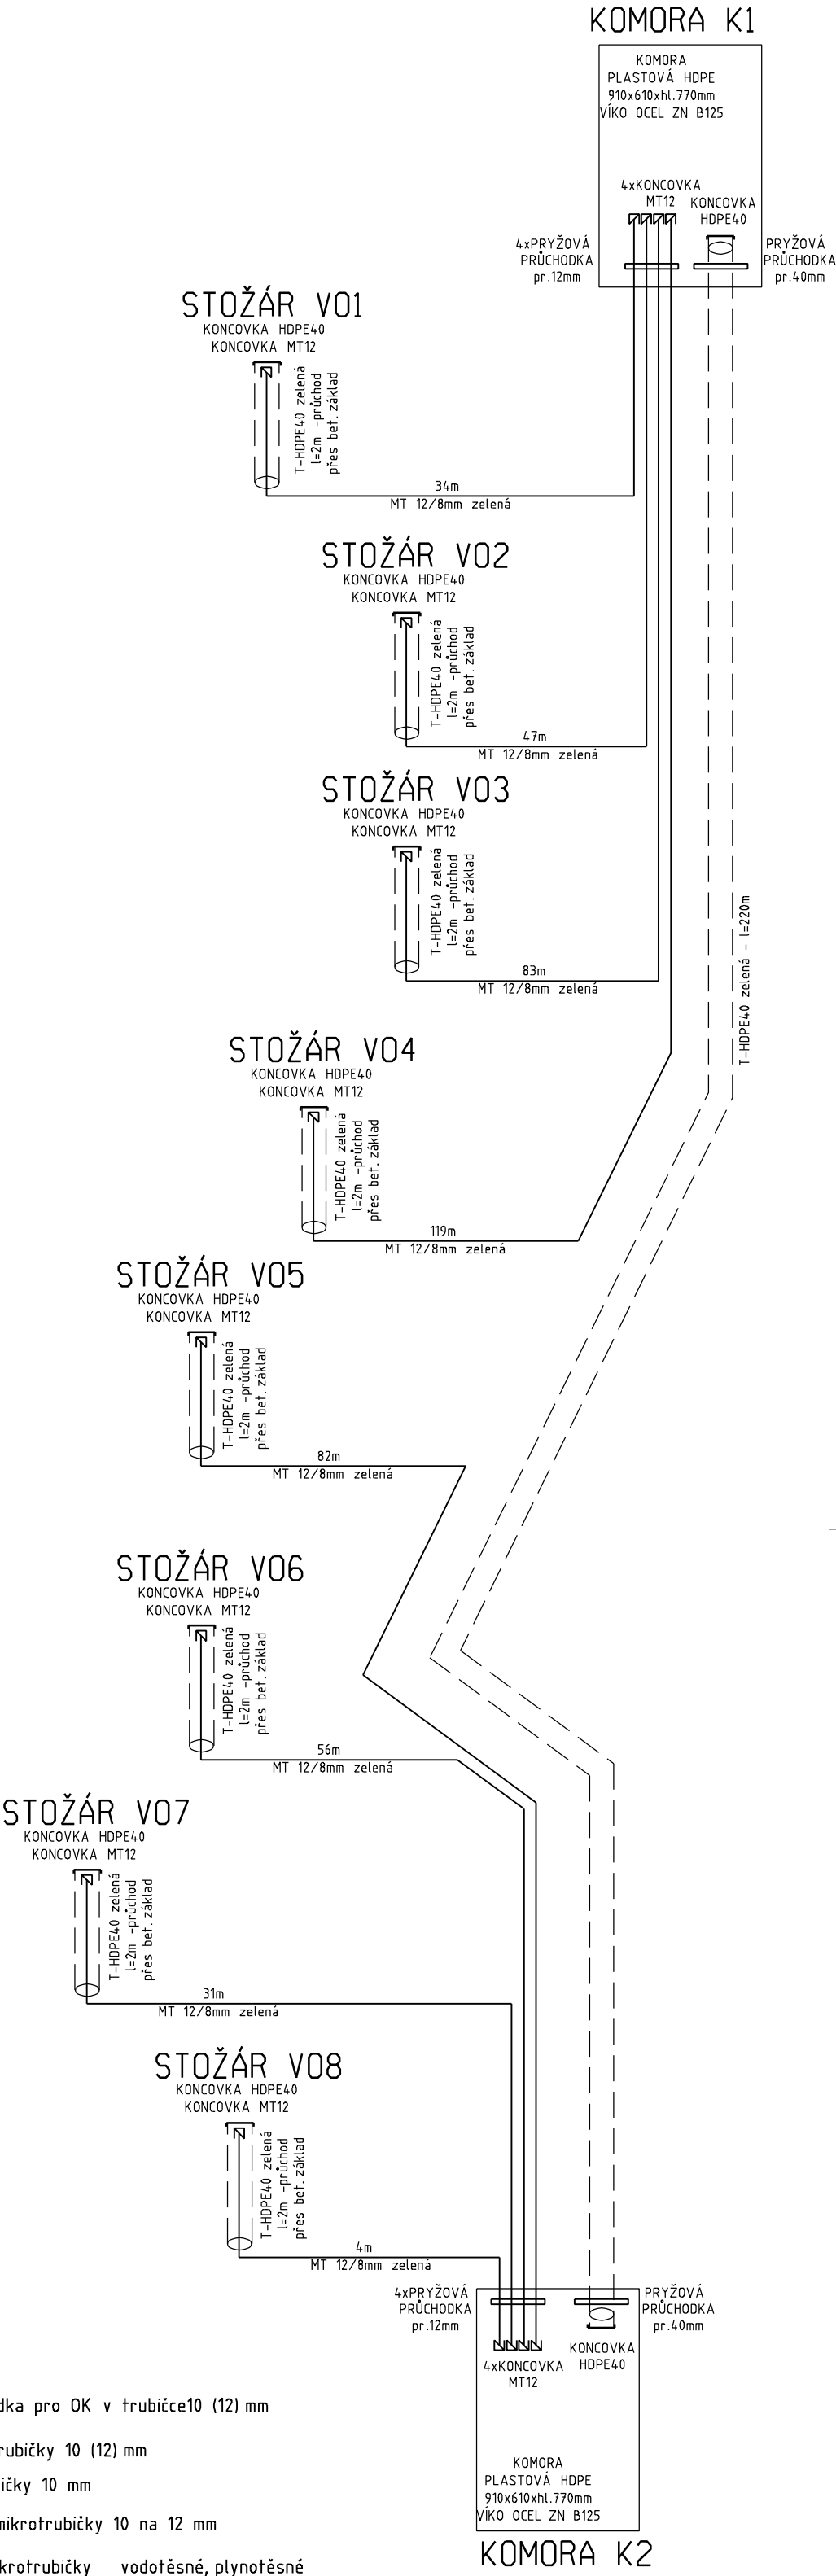 KOMORA K1
KOMORA
PLASTOVÁ HDPE
910x610xhl.770mm
VÍKO OCEL ZN B125
4xKONCOVKA
MT12
KONCOVKA
HDPE40
4xPRYŽOVÁ
PRŮCHODKA
pr.12mm
PRYŽOVÁ
PRŮCHODKA
pr.40mm
STOŽÁR VO1
KONCOVKA HDPE40
KONCOVKA MT12
T-HDPE40 zelená
l=2m -průchod
přes bet.základ
34m
MT 12/8mm zelená
STOŽÁR VO2
KONCOVKA HDPE40
KONCOVKA MT12
T-HDPE40 zelená
l=2m -průchod
přes bet.základ
47m
MT 12/8mm zelená
STOŽÁR VO3
KONCOVKA HDPE40
KONCOVKA MT12
T-HDPE40 zelená
l=2m -průchod
přes bet.základ
83m
MT 12/8mm zelená
T-HDPE40 zelená - l=220m
STOŽÁR VO4
KONCOVKA HDPE40
KONCOVKA MT12
T-HDPE40 zelená
l=2m -průchod
přes bet.základ
119m
MT 12/8mm zelená
STOŽÁR VO5
KONCOVKA HDPE40
KONCOVKA MT12
T-HDPE40 zelená
l=2m -průchod
přes bet.základ
82m
MT 12/8mm zelená
STOŽÁR VO6
KONCOVKA HDPE40
KONCOVKA MT12
T-HDPE40 zelená
l=2m -průchod
přes bet.základ
56m
MT 12/8mm zelená
STOŽÁR VO7
KONCOVKA HDPE40
KONCOVKA MT12
T-HDPE40 zelená
l=2m -průchod
přes bet.základ
31m
MT 12/8mm zelená
STOŽÁR VO8
KONCOVKA HDPE40
KONCOVKA MT12
T-HDPE40 zelená
l=2m -průchod
přes bet.základ
4m
MT 12/8mm zelená
4xPRYŽOVÁ
PRŮCHODKA
pr.12mm
PRYŽOVÁ
PRŮCHODKA
pr.40mm
4xKONCOVKA
MT12
KONCOVKA
HDPE40
KOMORA
PLASTOVÁ HDPE
910x610xhl.770mm
VÍKO OCEL ZN B125
KOMORA K2
dka pro OK v trubičce10 (12) mm
rubičky 10 (12) mm
ičky 10 mm
mikrotrubičky 10 na 12 mm
krotrubičky vodotěsné, plynotěsné